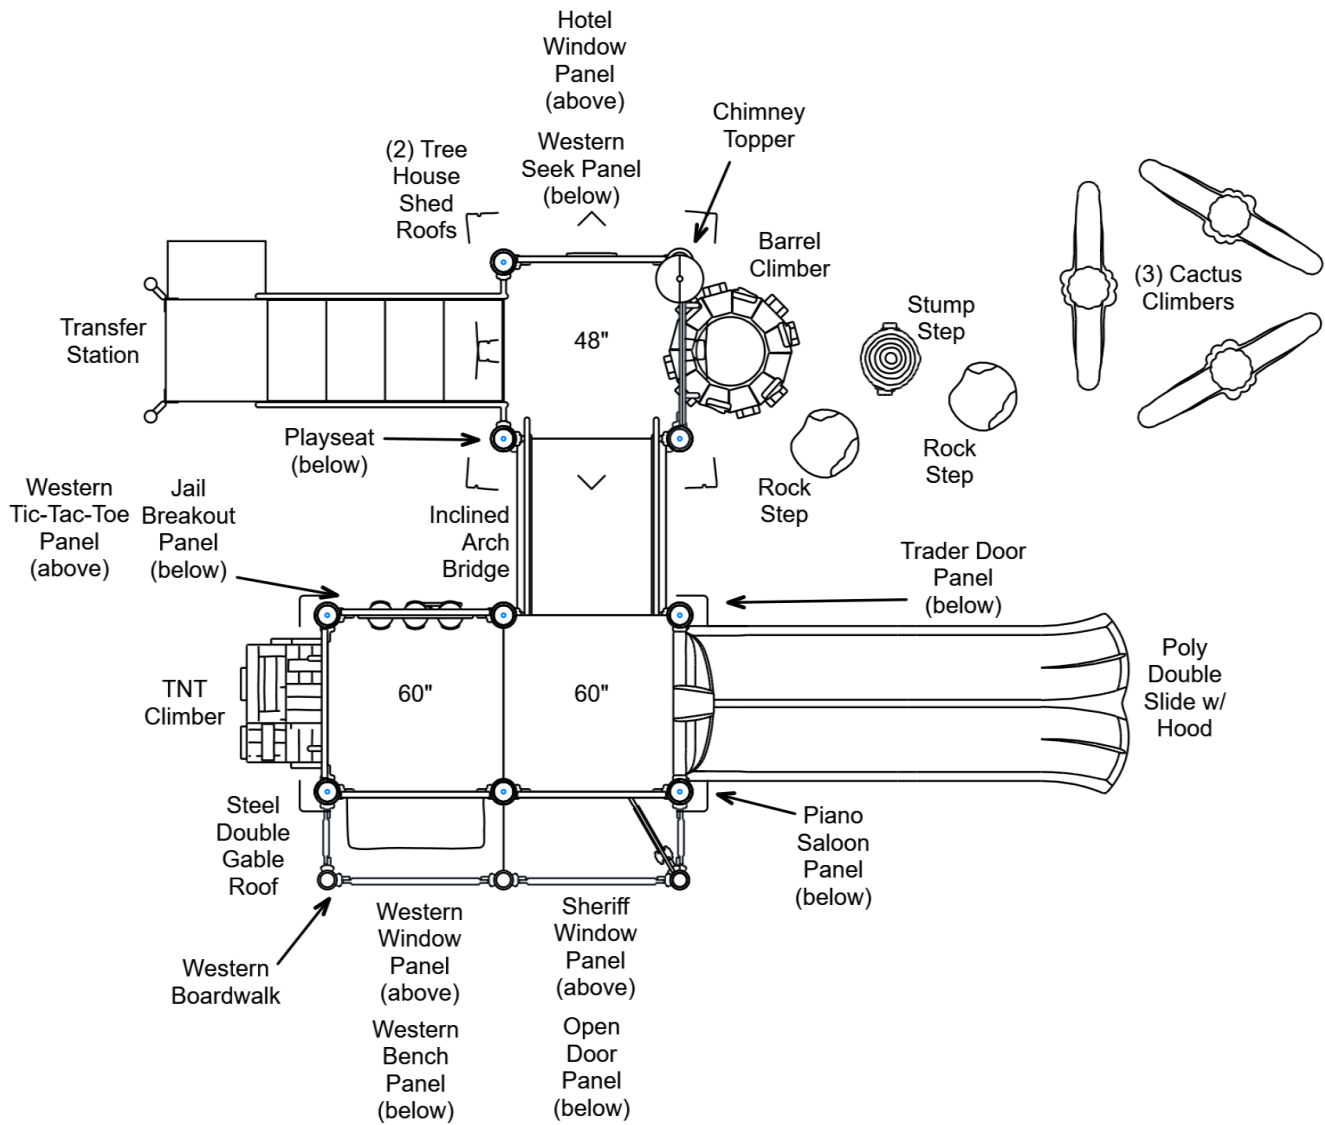 Hotel
Window
Panel
(above)
Western
Seek Panel
(below)
(2) Tree
House
Shed
Roofs
Chimney
Topper
Barrel
Climber
(3) Cactus
Climbers
Stump
Step
Transfer
Station
48"
Playseat
(below)
Rock
Step
Rock
Step
Western
Tic-Tac-Toe
Panel
(above)
Jail
Breakout
Panel
(below)
Inclined
Arch
Bridge
Trader Door
Panel
(below)
TNT
Climber
60"
60"
Poly
Double
Slide w/
Hood
Steel
Double
Gable
Roof
Piano
Saloon
Panel
(below)
Western
Boardwalk
Western
Window
Panel
(above)
Sheriff
Window
Panel
(above)
Western
Bench
Panel
(below)
Open
Door
Panel
(below)